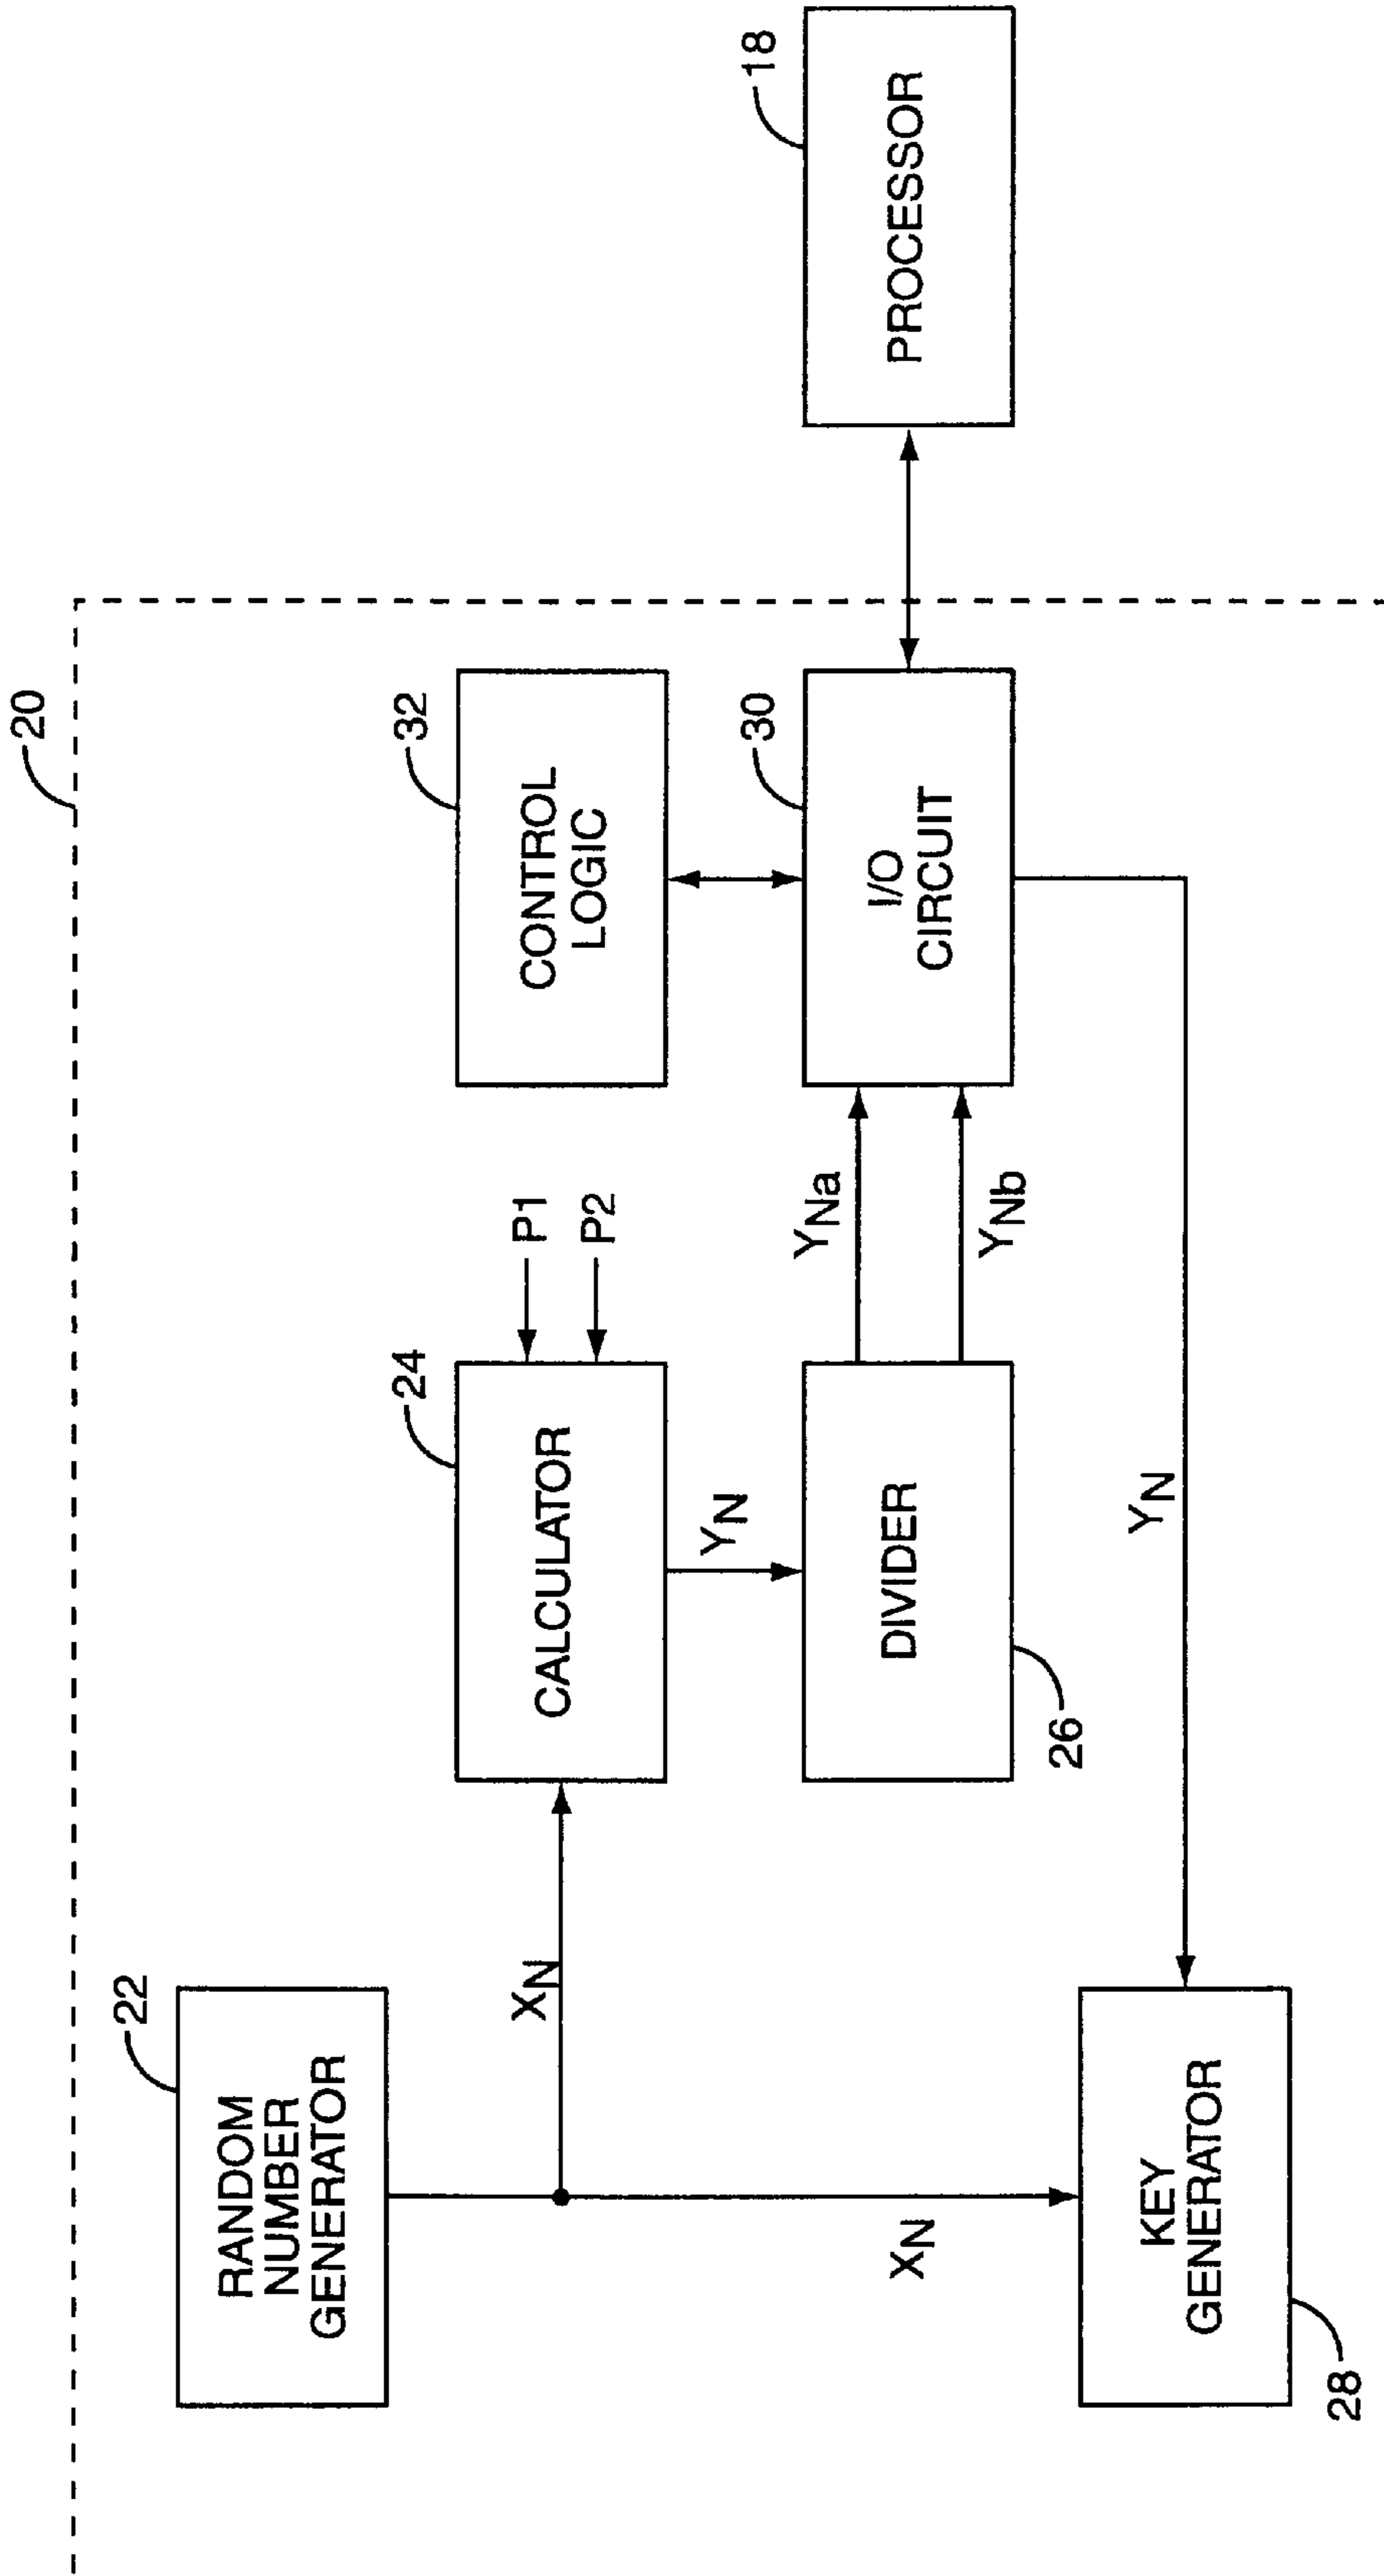 20
22
RANDOM
NUMBER
GENERATOR
XN
XN
KEY
GENERATOR
28
24
CALCULATOR
P1
P2
YN
DIVIDER
26
YNa
YNb
32
CONTROL
LOGIC
30
I/O
CIRCUIT
YN
18
PROCESSOR